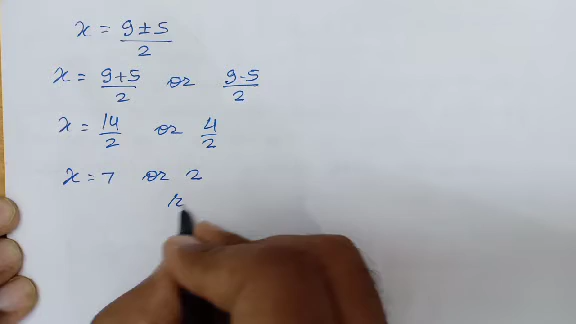 x = 9±5/2
x = 9+5/2 or 9-5/2
x = 14/2 or 4/2
x = 7 or 2